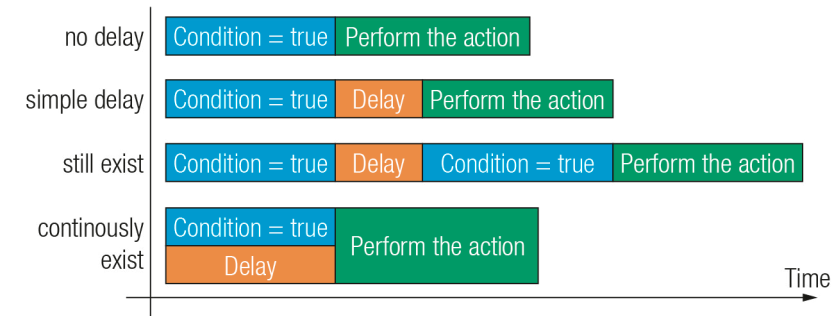 no delay Condition = true Perform the action
simple delay Condition = true Delay Perform the action
still exist Condition = true Delay Condition = true Perform the action
continously
exist
Condition = true
Delay
Perform the action
Time